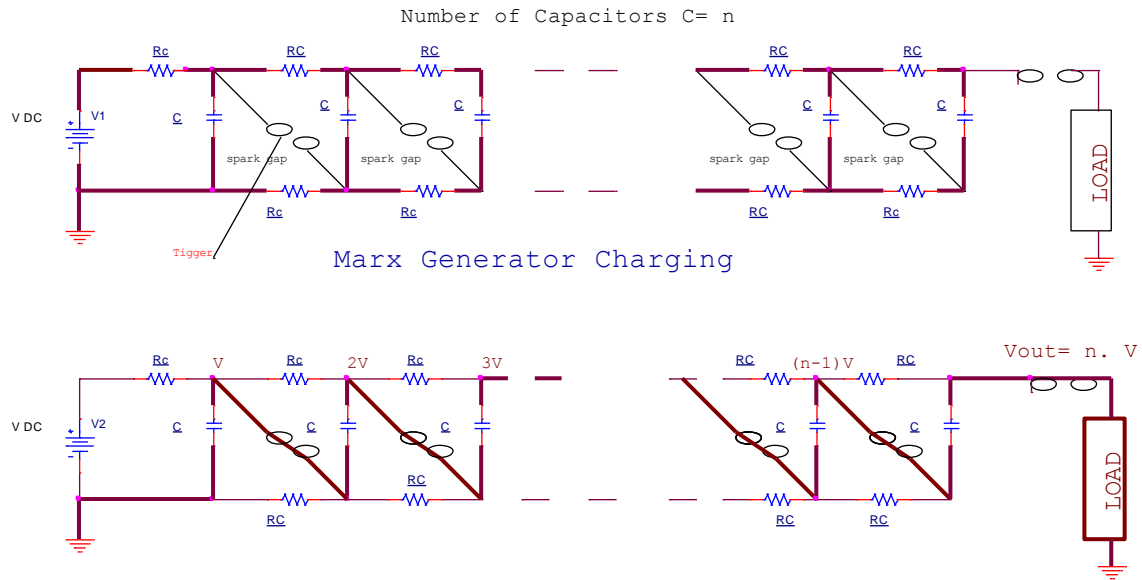 Number of Capacitors C= n
Rc RC RC RC RC
V DC V1 C C C C C
spark gap spark gap spark gap spark gap
LOAD
Rc Rc Rc Rc
Tigger
Marx Generator Charging
Vout= n. V
Rc V Rc 2V Rc 3V RC (n-1)V RC
V DC V2 C C C C C
RC
LOAD
RC RC RC